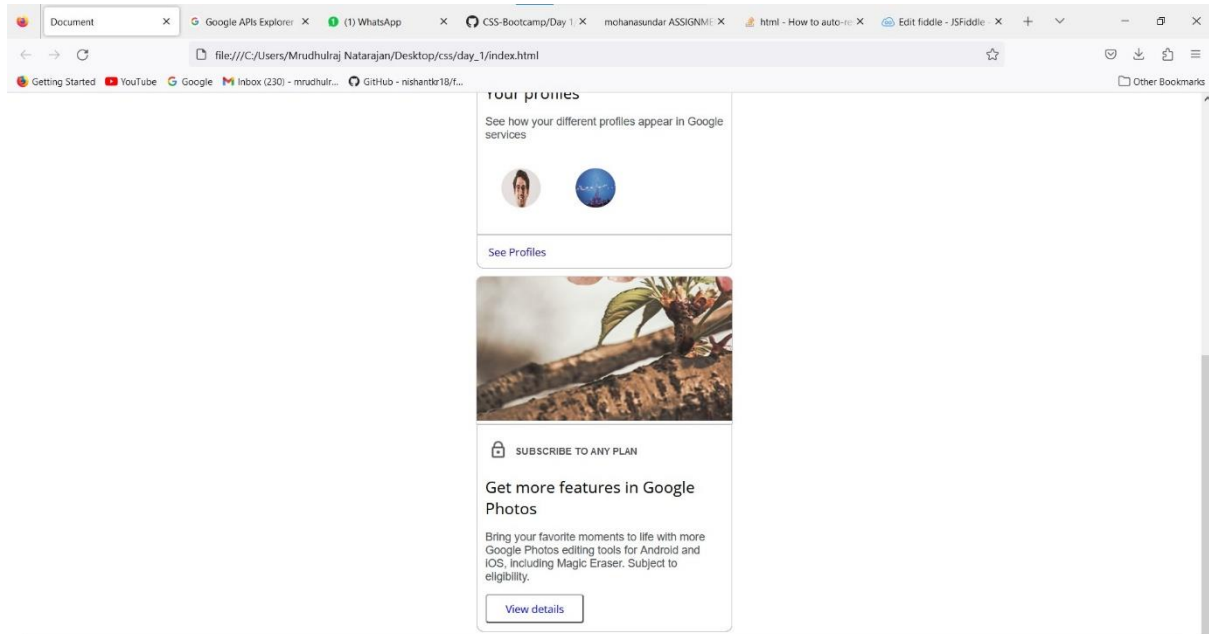 Document
Google APIs Explorer
(1) WhatsApp
CSS-Bootcamp/Day 1
mohanasundar ASSIGNME
html - How to auto-re
Edit fiddle - JSFiddle -
file:///C:/Users/Mrudhulraj Natarajan/Desktop/css/day_1/index.html
Getting Started YouTube Google Inbox (230) - mrudhulr... GitHub - nishantkr18/f... Other Bookmarks
Your profiles
See how your different profiles appear in Google
services
See Profiles
SUBSCRIBE TO ANY PLAN
Get more features in Google
Photos
Bring your favorite moments to life with more
Google Photos editing tools for Android and
iOS, including Magic Eraser. Subject to
eligibility.
View details